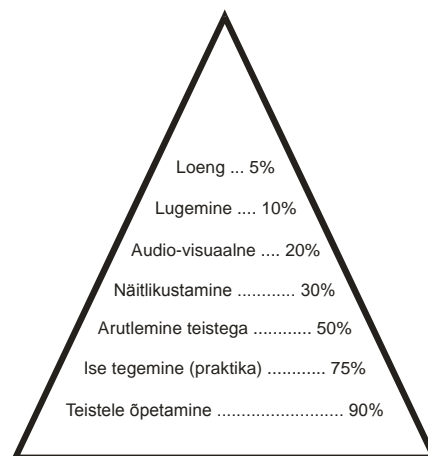 Loeng ... 5%
Lugemine .... 10%
Audio-visuaalne .... 20%
Näitlikustamine ............ 30%
Arutlemine teistega ............ 50%
Ise tegemine (praktika) ............ 75%
Teistele õpetamine .......................... 90%